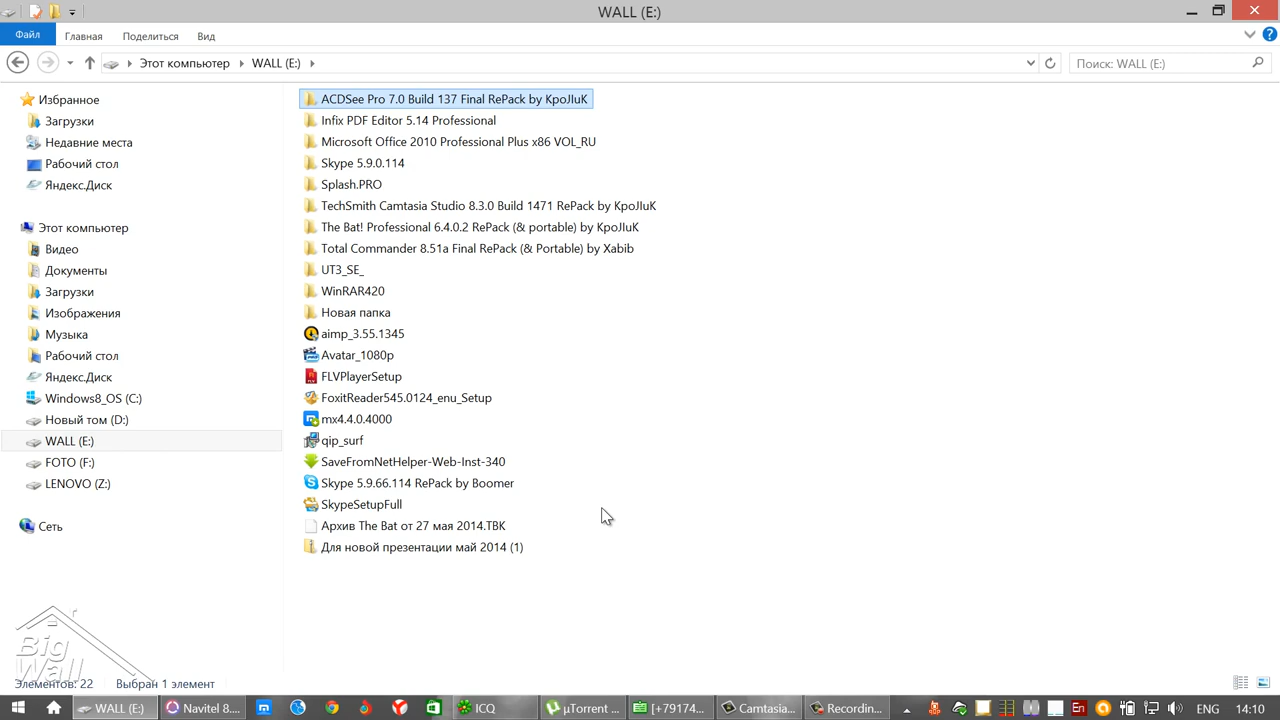 WALL (E:)
Файл
Главная
Поделиться
Вид
Этот компьютер
WALL (E:)
Поиск: WALL (E:)
Избранное
Загрузки
Недавние места
Рабочий стол
Яндекс.Диск
Этот компьютер
Видео
Документы
Загрузки
Изображения
Музыка
Рабочий стол
Яндекс.Диск
Windows8_OS (C:)
Новый том (D:)
WALL (E:)
FOTO (F:)
LENOVO (Z:)
Сеть
ACDSee Pro 7.0 Build 137 Final RePack by KpoJIuK
Infix PDF Editor 5.14 Professional
Microsoft Office 2010 Professional Plus x86 VOL_RU
Skype 5.9.0.114
Splash.PRO
TechSmith Camtasia Studio 8.3.0 Build 1471 RePack by KpoJIuK
The Bat! Professional 6.4.0.2 RePack (& portable) by KpoJIuK
Total Commander 8.51a Final RePack (& Portable) by Xabib
UT3_SE_
WinRAR420
Новая папка
aimp_3.55.1345
Avatar_1080p
FLVPlayerSetup
FoxitReader545.0124_enu_Setup
mx4.4.0.4000
qip_surf
SaveFromNetHelper-Web-Inst-340
Skype 5.9.66.114 RePack by Boomer
SkypeSetupFull
Архив The Bat от 27 мая 2014.TBK
Для новой презентации май 2014 (1)
Big
Wall
Элементов: 22
Выбран 1 элемент
WALL (E:)
Navitel 8....
ICQ
µTorrent ...
[+79174...
Camtasia...
Recording...
En
ENG
14:10